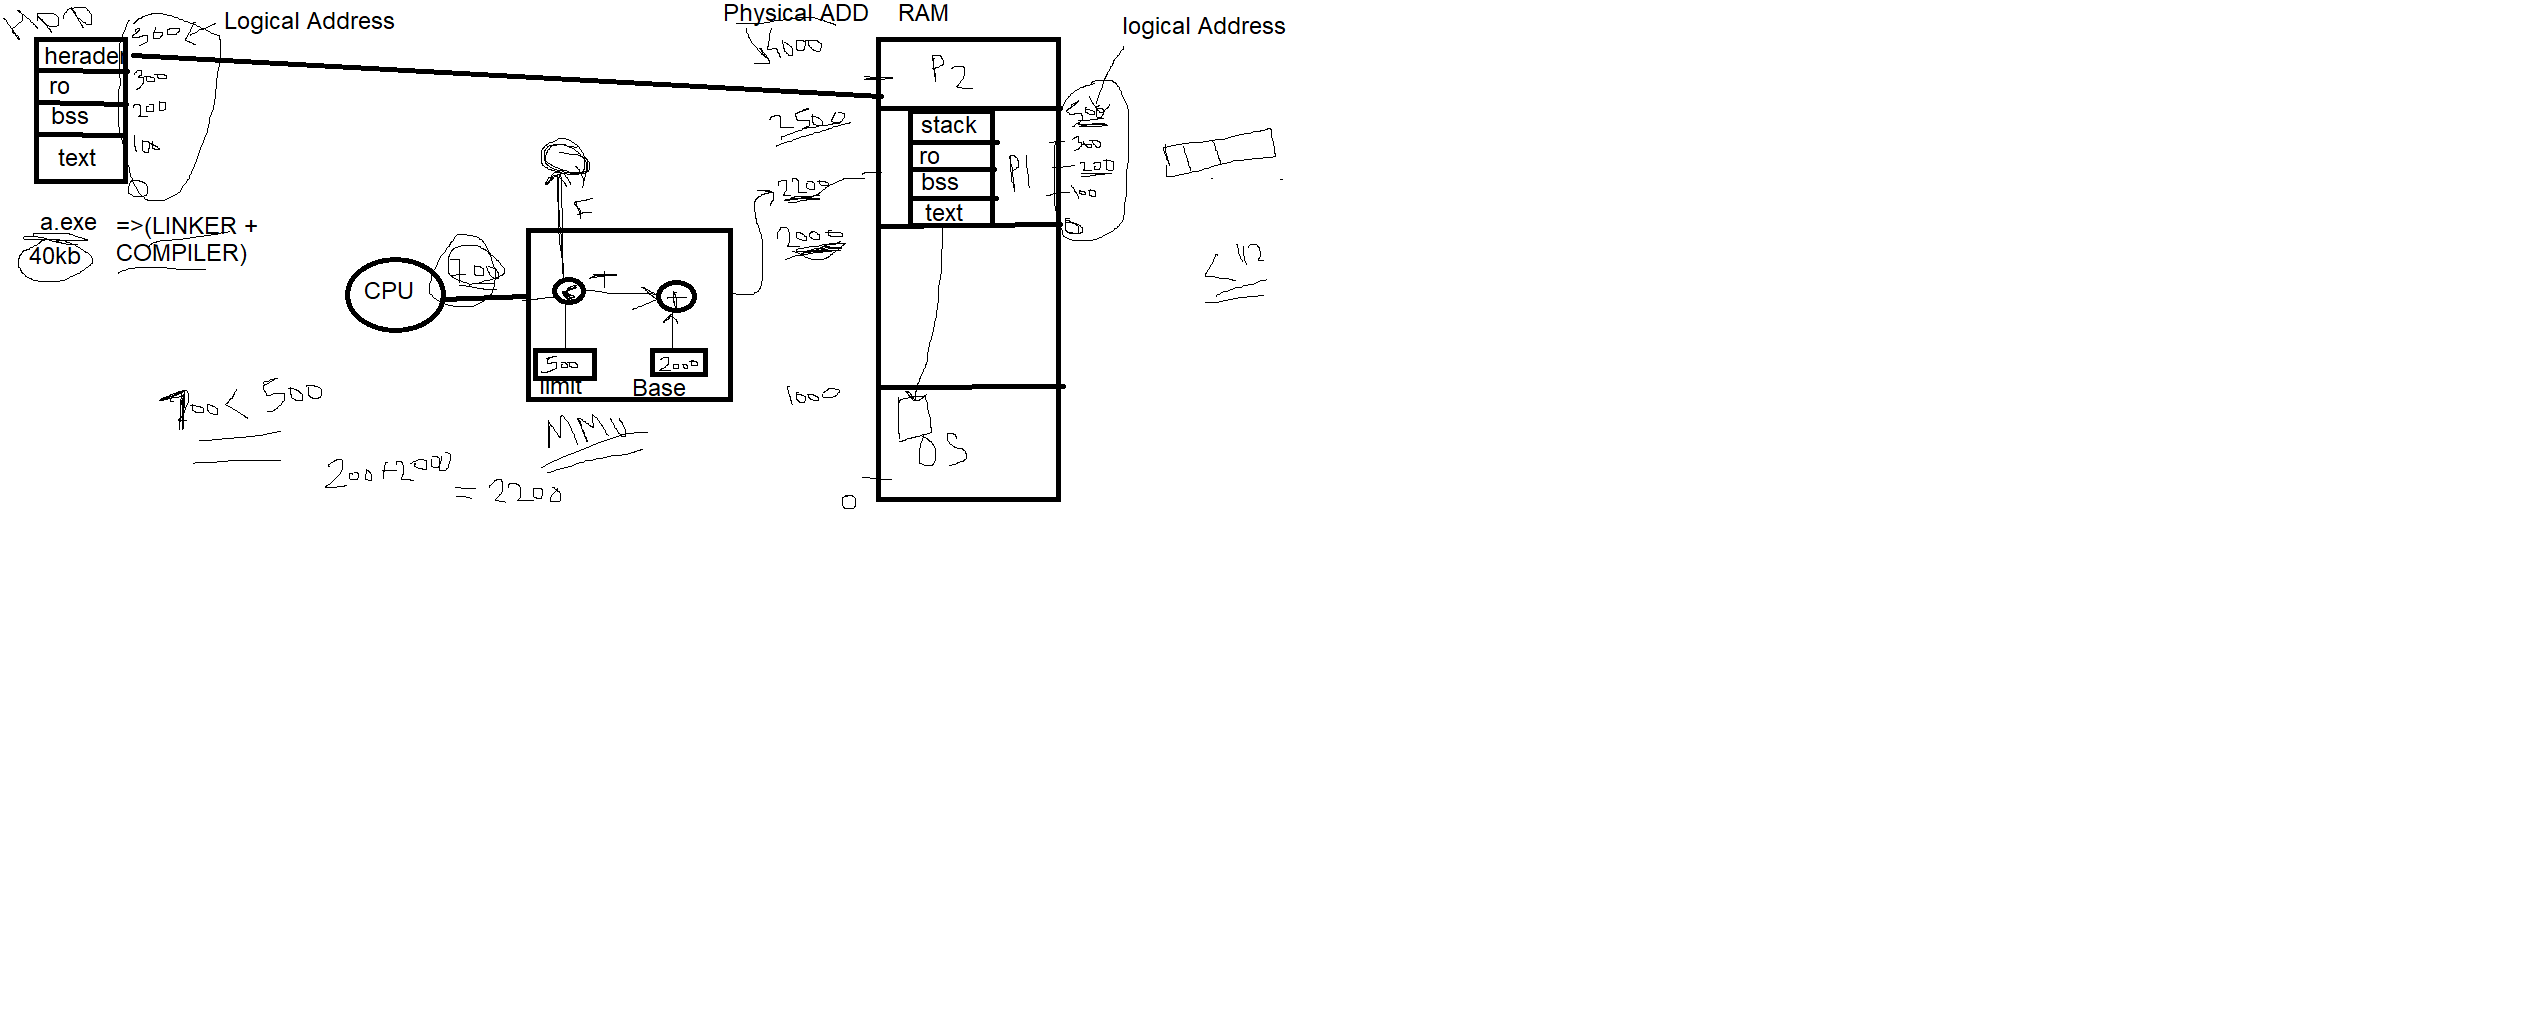 HDD
Logical Address
500
herader
300
ro
200
bss
100
text
0
a.exe =>(LINKER +
40kb COMPILER)
CPU
700
F
T
<
+
500
limit
2000
Base
MMU
700 < 500
200+2000
= 2200
Physical ADD
RAM
4000
2500
2200
2000
1000
0
P2
stack
ro
bss
text
P1
OS
logical Address
500
300
200
100
0